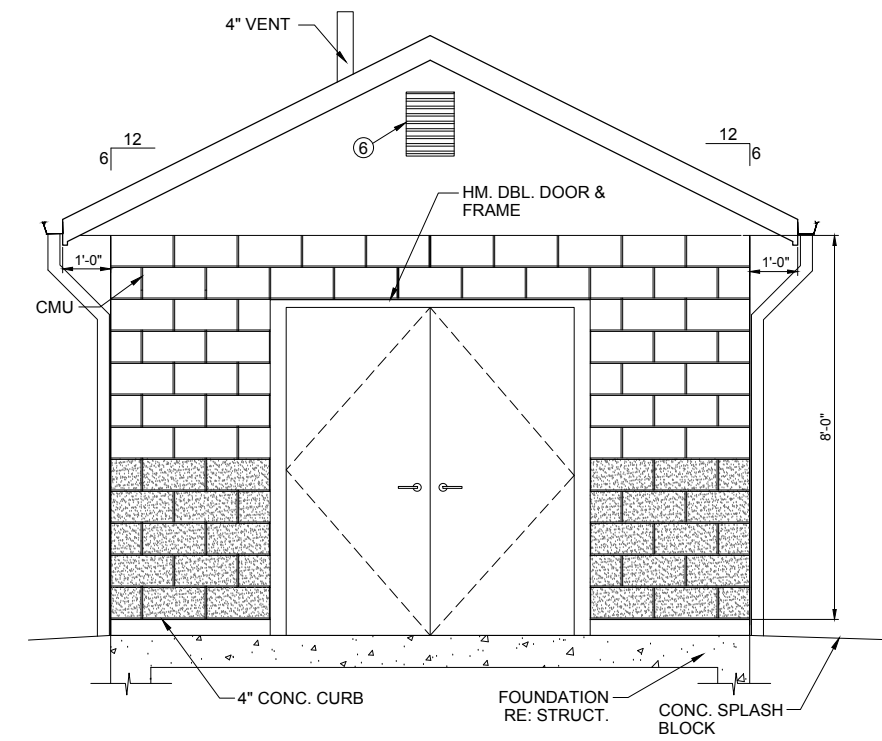 4" VENT
12
6
12
6
6
HM. DBL. DOOR &
FRAME
1'-0"
1'-0"
CMU
8'-0"
4" CONC. CURB
FOUNDATION
RE: STRUCT.
CONC. SPLASH
BLOCK